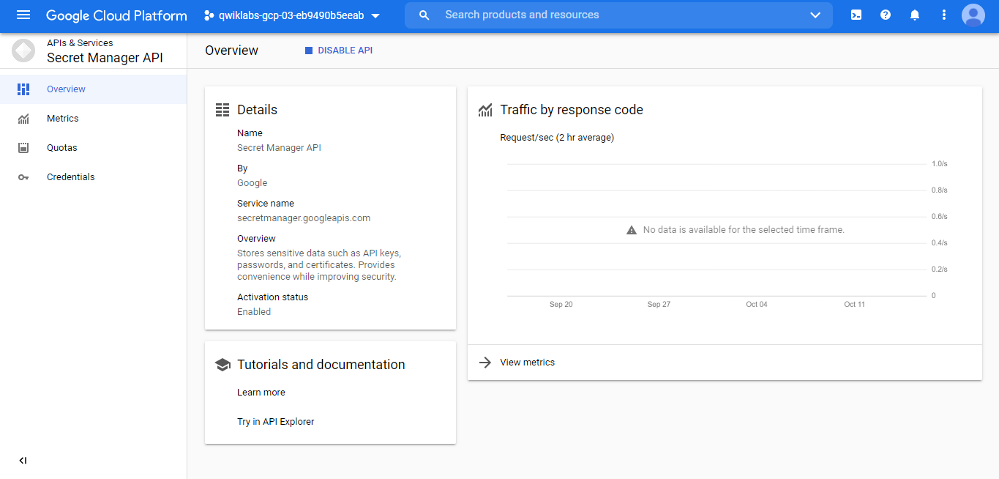 Google Cloud Platform
qwiklabs-gcp-03-eb9490b5eeab
Search products and resources
APIs & Services
Secret Manager API
Overview
DISABLE API
Overview
Metrics
Quotas
Credentials
Details
Name
Secret Manager API
By
Google
Service name
secretmanager.googleapis.com
Overview
Stores sensitive data such as API keys,
passwords, and certificates. Provides
convenience while improving security.
Activation status
Enabled
Tutorials and documentation
Learn more
Try in API Explorer
Traffic by response code
Request/sec (2 hr average)
1.0/s
0.8/s
0.6/s
No data is available for the selected time frame.
0.4/s
0.2/s
0
Sep 20
Sep 27
Oct 04
Oct 11
View metrics